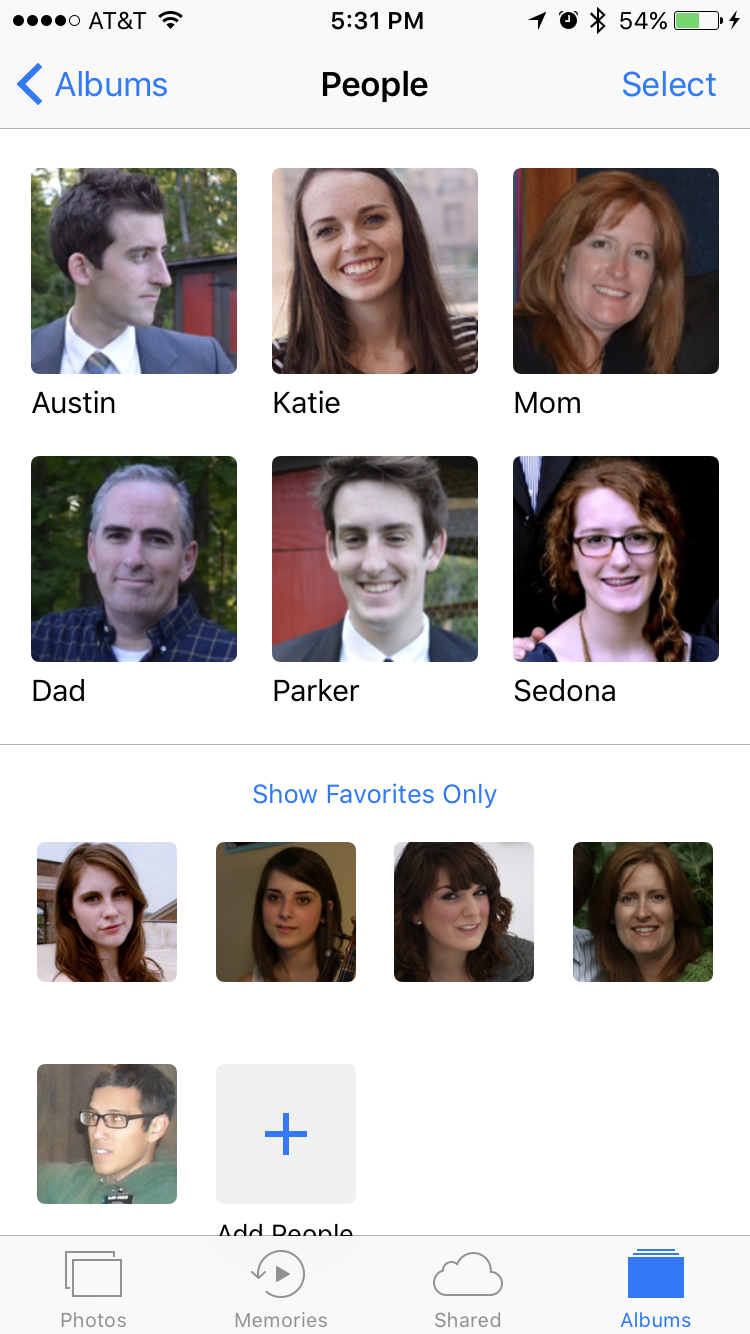 AT&T 5:31 PM 54%
Albums People Select
Austin Katie Mom
Dad Parker Sedona
Show Favorites Only
Add People
Photos Memories Shared Albums